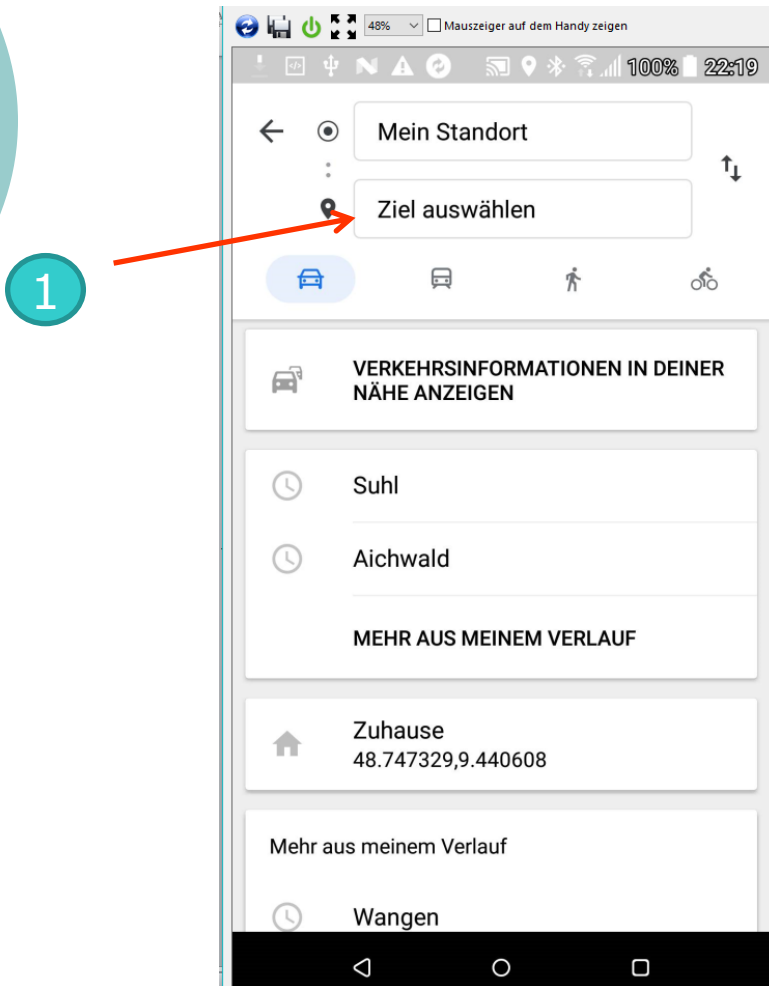 48%
Mauszeiger auf dem Handy zeigen
100% 22:19
Mein Standort
Ziel auswählen
1
VERKEHRSINFORMATIONEN IN DEINER
NÄHE ANZEIGEN
Suhl
Aichwald
MEHR AUS MEINEM VERLAUF
Zuhause
48.747329,9.440608
Mehr aus meinem Verlauf
Wangen